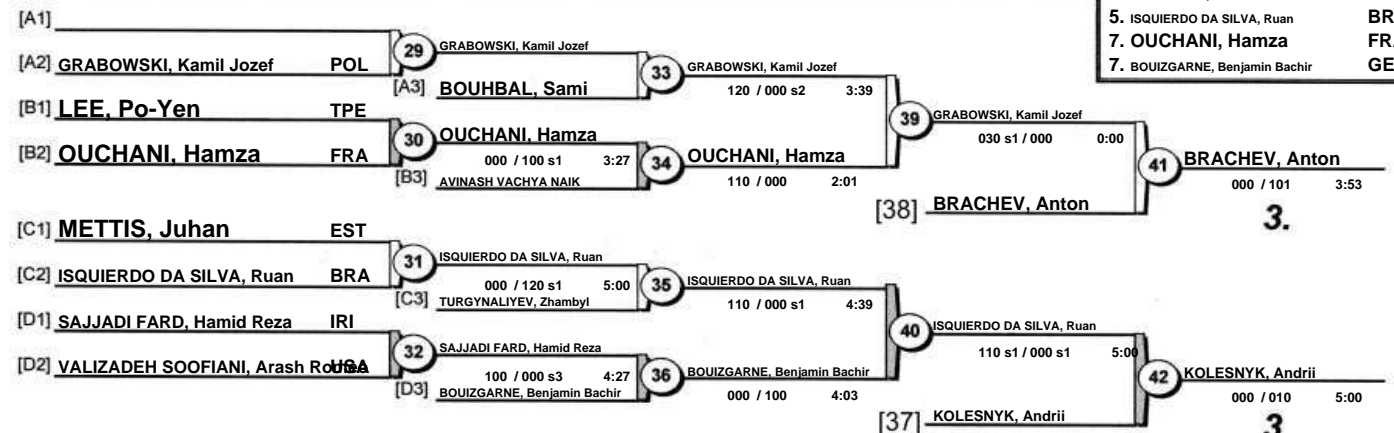 5. ISQUIERDO DA SILVA, Ruan BR
7. OUCHANI, Hamza FRA
7. BOUIZGARNE, Benjamin Bachir GE
[A1]
29 GRABOWSKI, Kamil Jozef
[A2] GRABOWSKI, Kamil Jozef POL
33 GRABOWSKI, Kamil Jozef
[A3] BOUHBAL, Sami
120 / 000 s2 3:39
[B1] LEE, Po-Yen TPE
39 GRABOWSKI, Kamil Jozef
30 OUCHANI, Hamza
030 s1 / 000 0:00
[B2] OUCHANI, Hamza FRA
000 / 100 s1 3:27
34 OUCHANI, Hamza
41 BRACHEV, Anton
[B3] AVINASH VACHYA NAIK
110 / 000 2:01
000 / 101 3:53
[38] BRACHEV, Anton
3.
[C1] METTIS, Juhan EST
31 ISQUIERDO DA SILVA, Ruan
[C2] ISQUIERDO DA SILVA, Ruan BRA
000 / 120 s1 5:00
35 ISQUIERDO DA SILVA, Ruan
[C3] TURGYNALIYEV, Zhambyl
110 / 000 s1 4:39
[D1] SAJJADI FARD, Hamid Reza IRI
40 ISQUIERDO DA SILVA, Ruan
32 SAJJADI FARD, Hamid Reza
110 s1 / 000 s1 5:00
[D2] VALIZADEH SOOFIANI, Arash Romeo USA
100 / 000 s3 4:27
36 BOUIZGARNE, Benjamin Bachir
42 KOLESNYK, Andrii
[D3] BOUIZGARNE, Benjamin Bachir
000 / 100 4:03
000 / 010 5:00
[37] KOLESNYK, Andrii
3